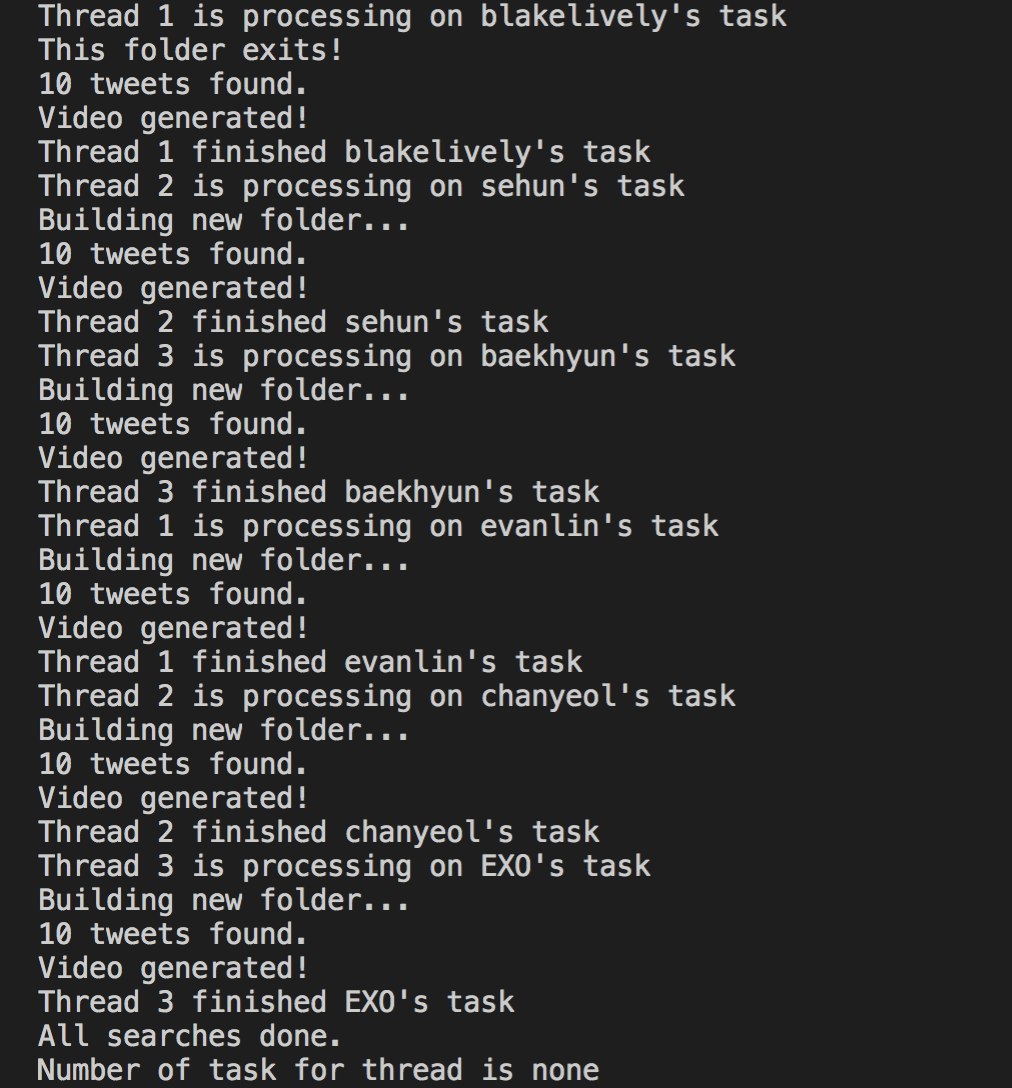 Thread 1 is processing on blakelively's task
This folder exits!
10 tweets found.
Video generated!
Thread 1 finished blakelively's task
Thread 2 is processing on sehun's task
Building new folder...
10 tweets found.
Video generated!
Thread 2 finished sehun's task
Thread 3 is processing on baekhyun's task
Building new folder...
10 tweets found.
Video generated!
Thread 3 finished baekhyun's task
Thread 1 is processing on evanlin's task
Building new folder...
10 tweets found.
Video generated!
Thread 1 finished evanlin's task
Thread 2 is processing on chanyeol's task
Building new folder...
10 tweets found.
Video generated!
Thread 2 finished chanyeol's task
Thread 3 is processing on EXO's task
Building new folder...
10 tweets found.
Video generated!
Thread 3 finished EXO's task
All searches done.
Number of task for thread is none